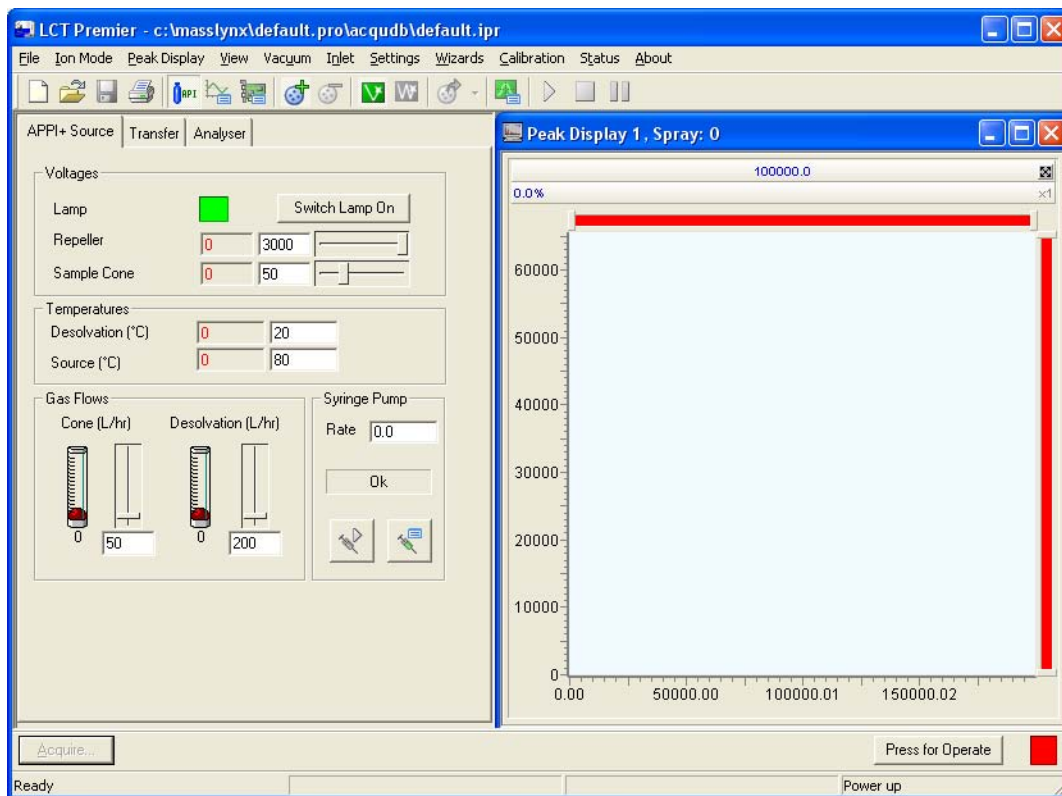 LCT Premier - c:\masslynx\default.pro\acqudb\default.ipr
File Ion Mode Peak Display View Vacuum Inlet Settings Wizards Calibration Status About
API V W
APPI+ Source Transfer Analyser
Voltages
Lamp Switch Lamp On
Repeller 0 3000
Sample Cone 0 50
Temperatures
Desolvation (°C) 0 20
Source (°C) 0 80
Gas Flows
Cone (L/hr) Desolvation (L/hr)
0 50 0 200
Syringe Pump
Rate 0.0
Ok
Peak Display 1 , Spray: 0
100000.0
0.0% x1
60000
50000
40000
30000
20000
10000
0
0.00 50000.00 100000.01 150000.02
Acquire... Press for Operate
Ready Power up